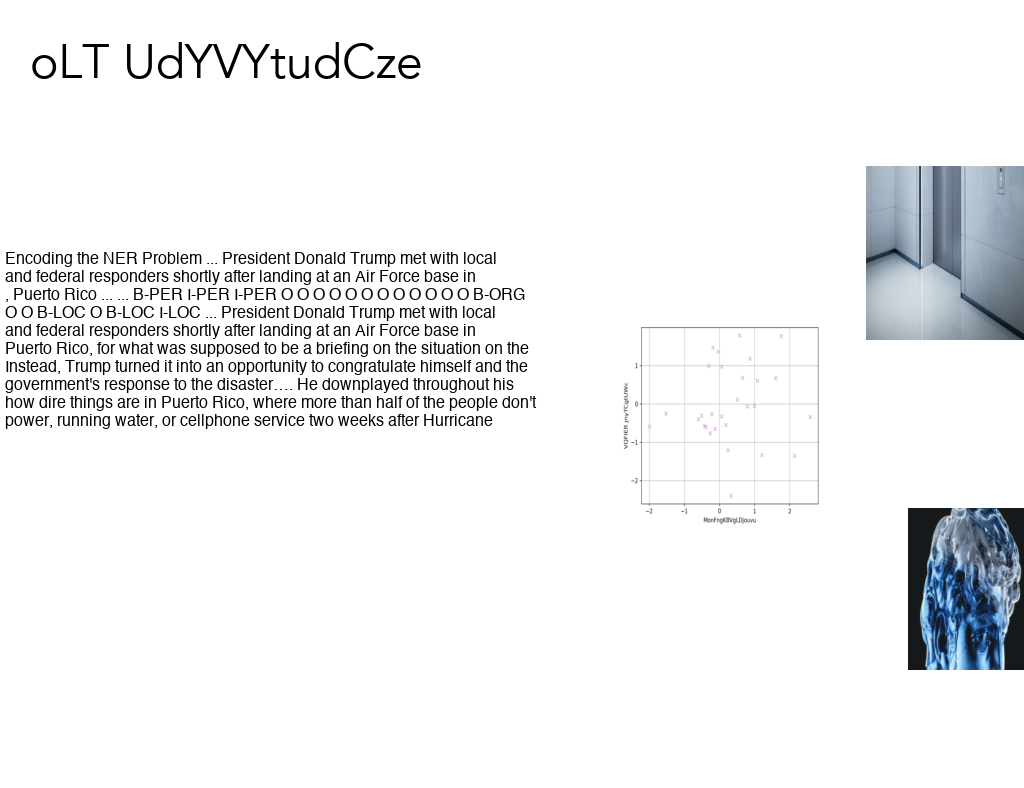 oLT UdYVYtudCze
Encoding the NER Problem ... President Donald Trump met with local
and federal responders shortly after landing at an Air Force base in
, Puerto Rico ... ... B-PER I-PER I-PER O O O O O O O O O O O O B-ORG
O O B-LOC O B-LOC I-LOC ... President Donald Trump met with local
and federal responders shortly after landing at an Air Force base in
Puerto Rico, for what was supposed to be a briefing on the situation on the
Instead, Trump turned it into an opportunity to congratulate himself and the
government's response to the disaster…. He downplayed throughout his
how dire things are in Puerto Rico, where more than half of the people don't
power, running water, or cellphone service two weeks after Hurricane
1
0
−1
−2
−2
−1
0
1
2
MonFngKBVgLDjouvu